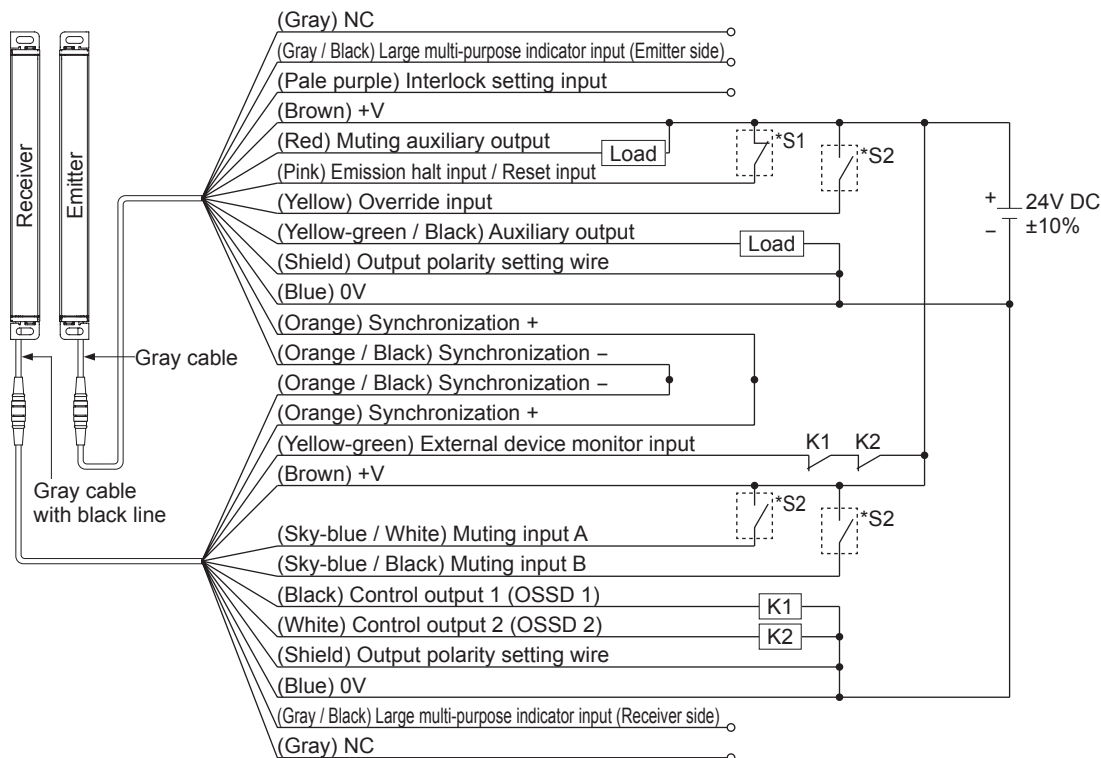 (Gray) NC
(Gray / Black) Large multi-purpose indicator input (Emitter side)
(Pale purple) Interlock setting input
(Brown) +V
(Red) Muting auxiliary output
Load
*S1
*S2
(Pink) Emission halt input / Reset input
(Yellow) Override input
+
−
24V DC
±10%
(Yellow-green / Black) Auxiliary output
Load
(Shield) Output polarity setting wire
(Blue) 0V
(Orange) Synchronization +
(Orange / Black) Synchronization −
(Orange / Black) Synchronization −
(Orange) Synchronization +
(Yellow-green) External device monitor input
K1
K2
(Brown) +V
*S2
*S2
(Sky-blue / White) Muting input A
(Sky-blue / Black) Muting input B
(Black) Control output 1 (OSSD 1)
K1
(White) Control output 2 (OSSD 2)
K2
(Shield) Output polarity setting wire
(Blue) 0V
(Gray / Black) Large multi-purpose indicator input (Receiver side)
(Gray) NC
Receiver
Emitter
Gray cable
Gray cable
with black line